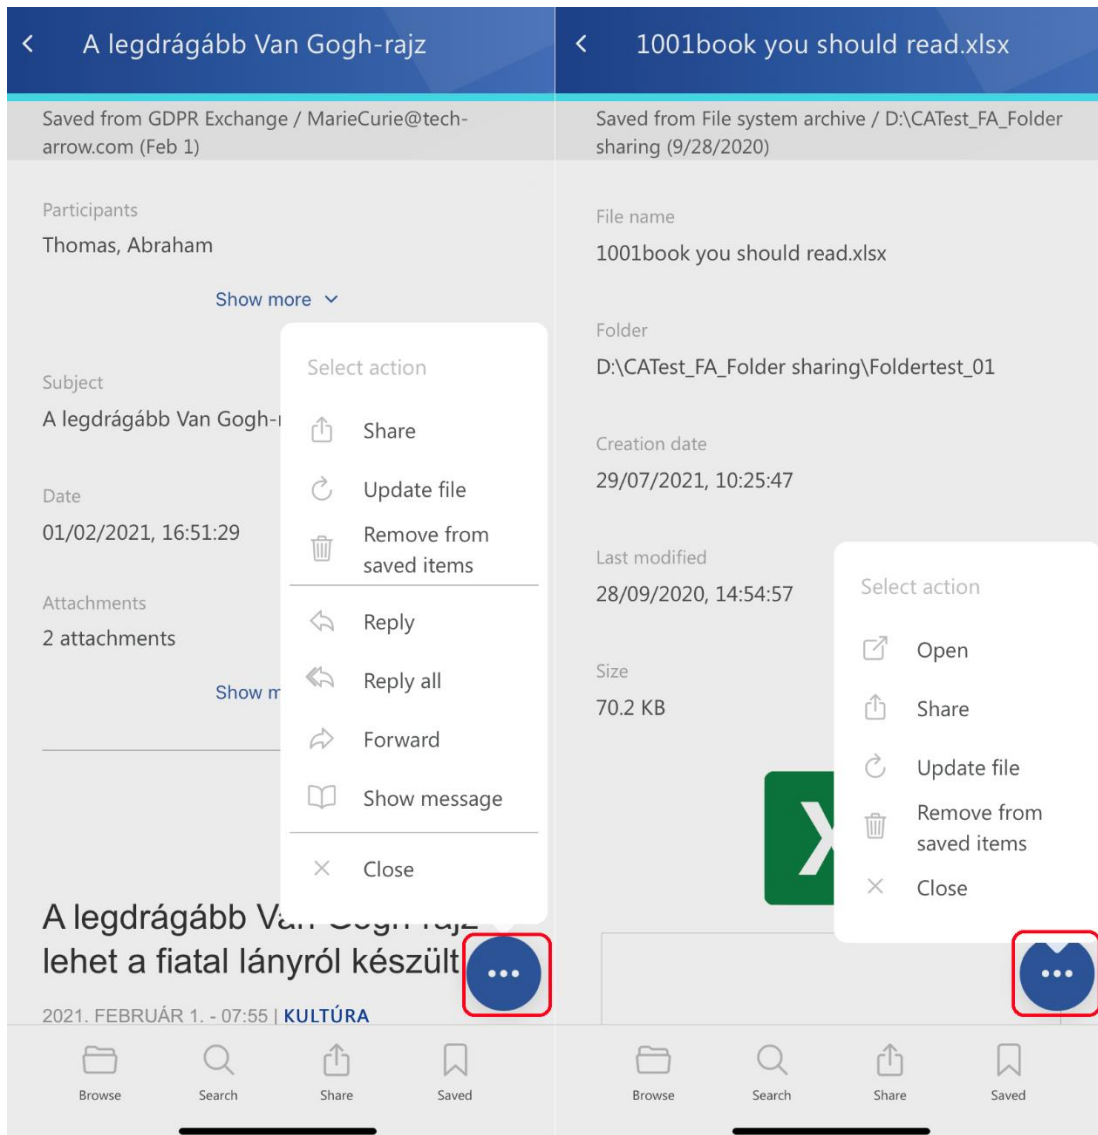 A legdrágább Van Gogh-rajz
Saved from GDPR Exchange / MarieCurie@tech-
arrow.com (Feb 1)
Participants
Thomas, Abraham
Show more
Subject
A legdrágább Van Gogh-r
Date
01/02/2021, 16:51:29
Attachments
2 attachments
Show m
Select action
Share
Update file
Remove from
saved items
Reply
Reply all
Forward
Show message
Close
A legdrágább Van Gogh-rajz
lehet a fiatal lányról készült
2021. FEBRUÁR 1. - 07:55 | KULTÚRA
Browse
Search
Share
Saved
1001book you should read.xlsx
Saved from File system archive / D:\CATest_FA_Folder
sharing (9/28/2020)
File name
1001book you should read.xlsx
Folder
D:\CATest_FA_Folder sharing\Foldertest_01
Creation date
29/07/2021, 10:25:47
Last modified
28/09/2020, 14:54:57
Size
70.2 KB
X
Select action
Open
Share
Update file
Remove from
saved items
Close
Browse
Search
Share
Saved